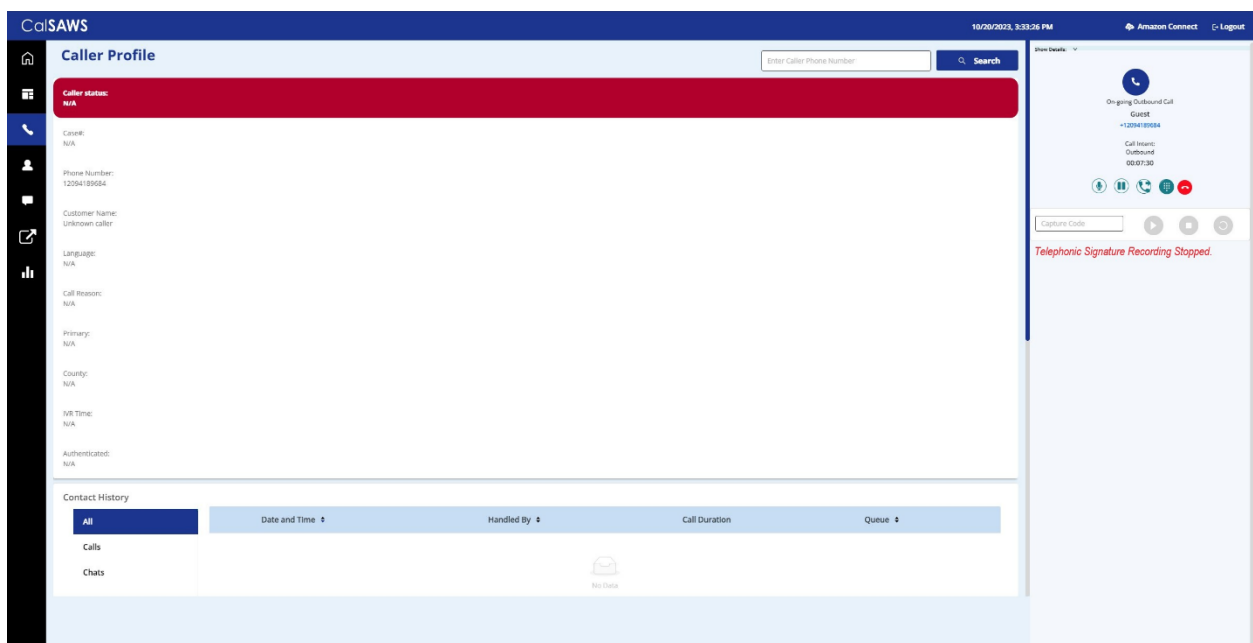 CalSAWS
10/20/2023, 3:33:26 PM
Amazon Connect
Logout
Caller Profile
Enter Caller Phone Number
Search
Caller status:
N/A
Case#:
N/A
Phone Number:
12094189684
Customer Name:
Unknown caller
Language:
N/A
Call Reason:
N/A
Primary:
N/A
County:
N/A
IVR Time:
N/A
Authenticated:
N/A
Contact History
All
Calls
Chats
Date and Time
Handled By
Call Duration
Queue
No Data
Show Details:
On-going Outbound Call
Guest
+12094189684
Call Intent:
Outbound
00:07:30
Capture Code
Telephonic Signature Recording Stopped.